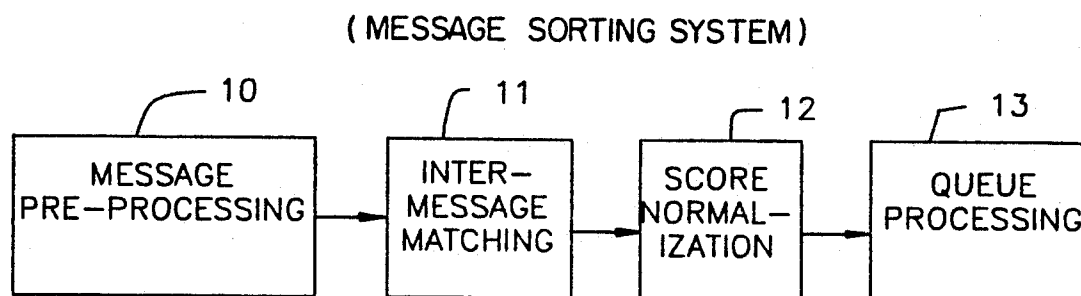 (MESSAGE SORTING SYSTEM)
10
11
12
13
MESSAGE
PRE-PROCESSING
INTER-
MESSAGE
MATCHING
SCORE
NORMAL-
IZATION
QUEUE
PROCESSING